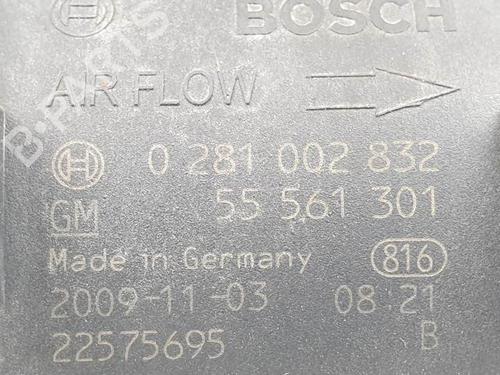 BOSCH
AIR FLOW
0 281 002 832
GM 55 561 301
Made in Germany 816
2009-11-03 08:21
22575695 B
B-PARTS